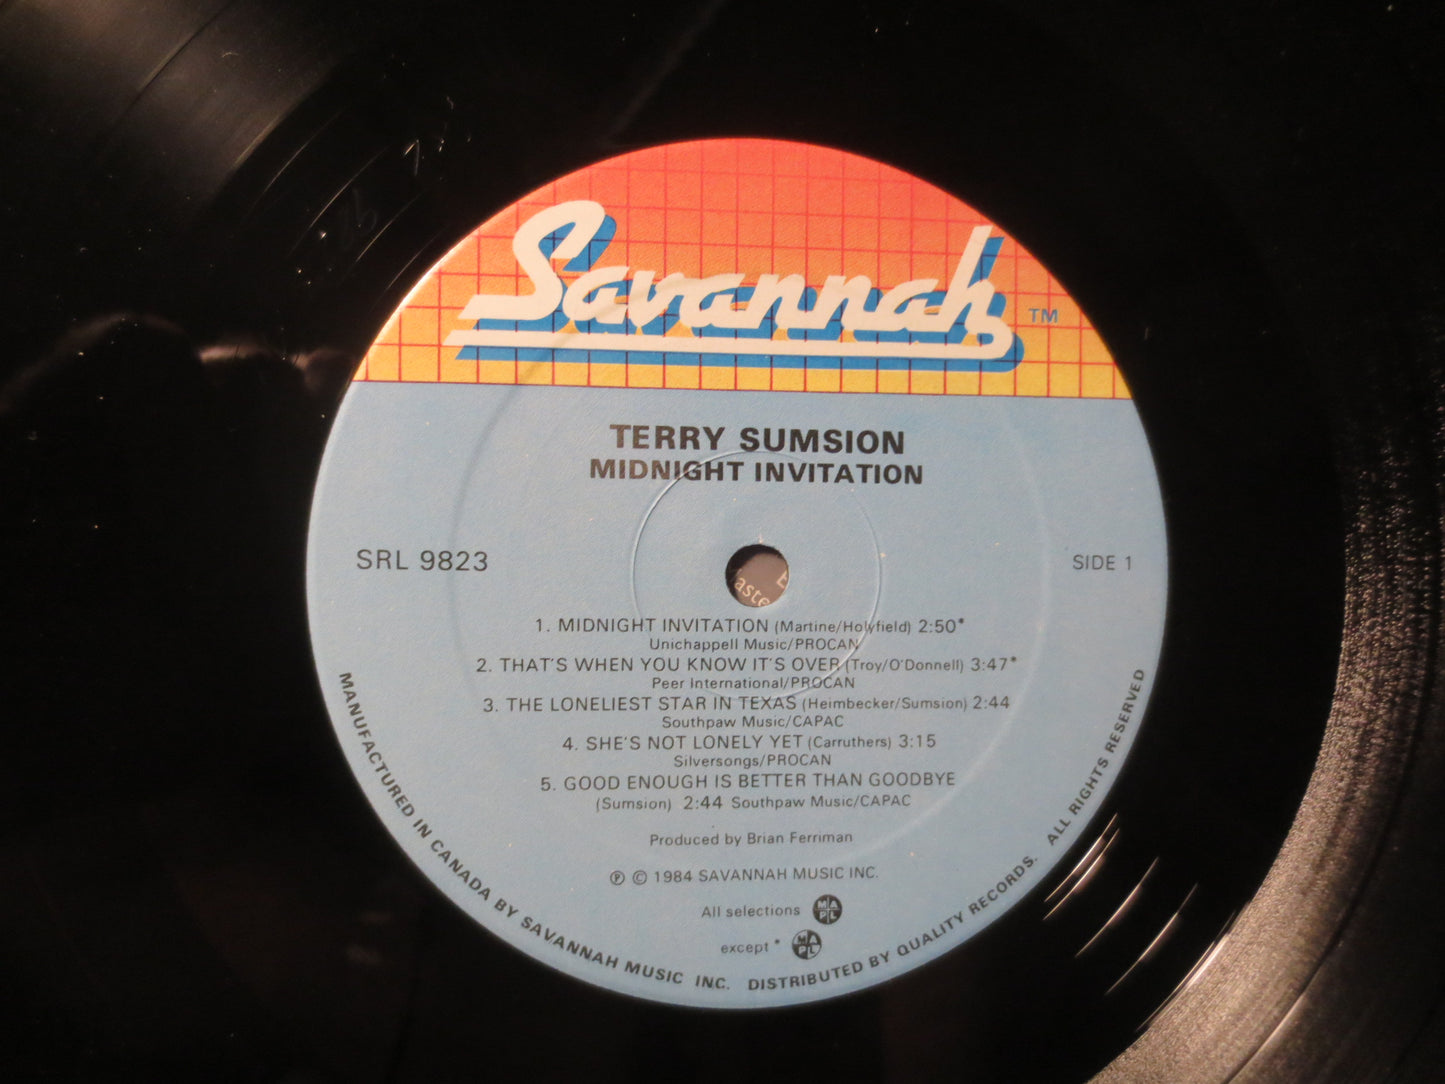 Savannah TM
TERRY SUMSION
MIDNIGHT INVITATION
SRL 9823
SIDE 1
1. MIDNIGHT INVITATION (Martine/Holyfield) 2:50*
Unichappell Music/PROCAN
2. THAT'S WHEN YOU KNOW IT'S OVER (Troy/O'Donnell) 3:47*
Peer International/PROCAN
3. THE LONELIEST STAR IN TEXAS (Heimbecker/Sumsion) 2:44
Southpaw Music/CAPAC
4. SHE'S NOT LONELY YET (Carruthers) 3:15
Silversongs/PROCAN
5. GOOD ENOUGH IS BETTER THAN GOODBYE
(Sumsion) 2:44 Southpaw Music/CAPAC
Produced by Brian Ferriman
℗ © 1984 SAVANNAH MUSIC INC.
All selections MAPL
except * MAPL
MANUFACTURED IN CANADA BY SAVANNAH MUSIC INC. DISTRIBUTED BY QUALITY RECORDS. ALL RIGHTS RESERVED